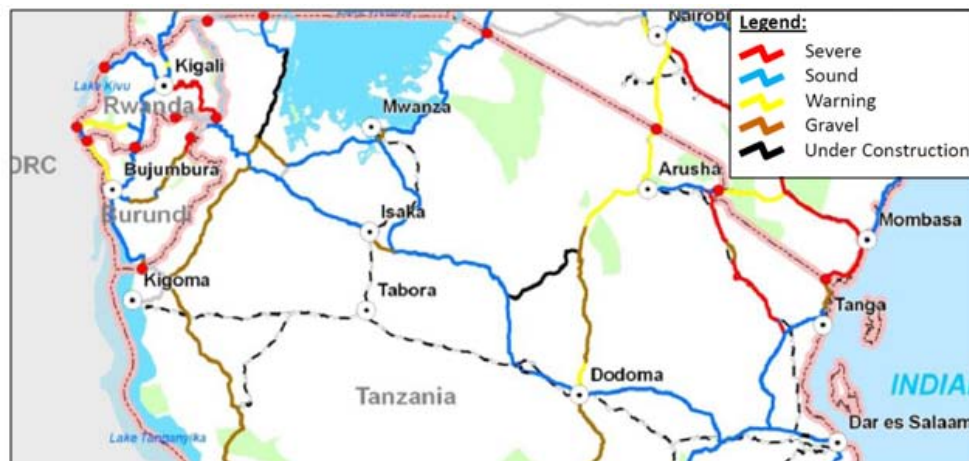 Nairobi
Legend:
Severe
Sound
Warning
Gravel
Under Construction
Kigali
Lake Kivu
Rwanda
Mwanza
DRC
Bujumbura
Arusha
Burundi
Isaka
Mombasa
Kigoma
Tabora
Tanga
Dodoma
Tanzania
INDIA
Dar es Salaam
Lake Tanganyika